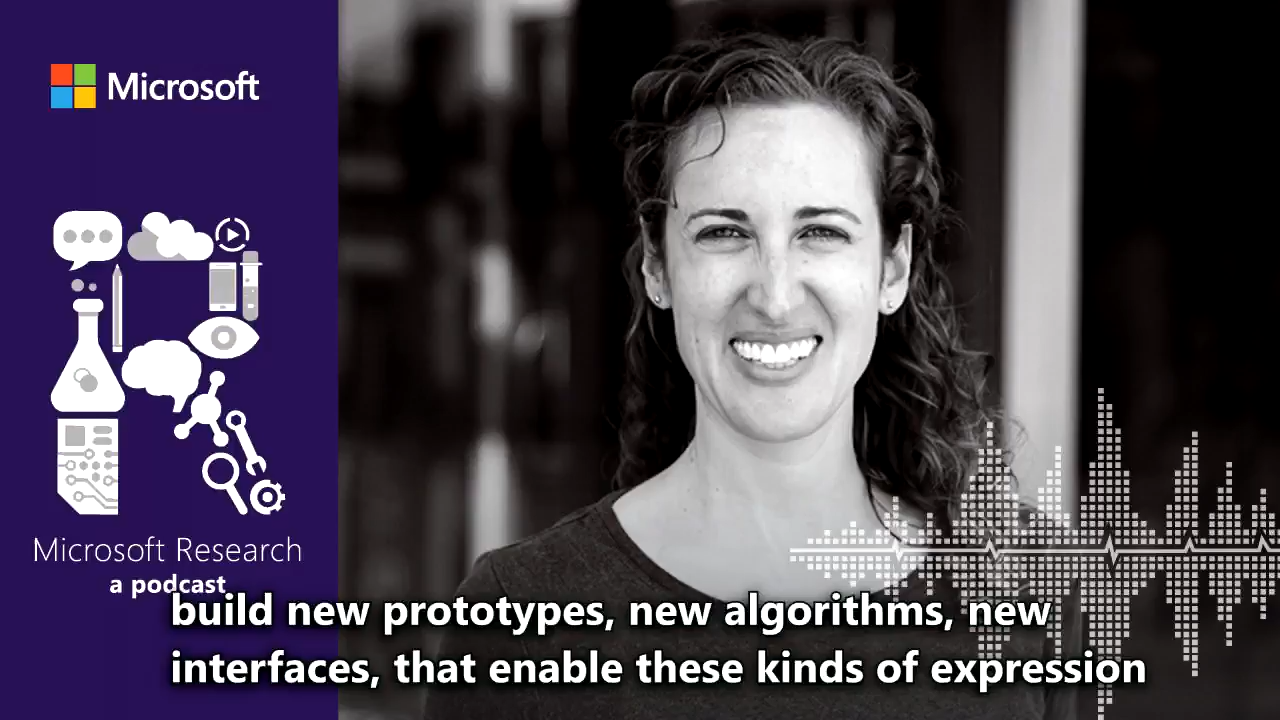 Microsoft
Microsoft Research
a podcast
build new prototypes, new algorithms, new
interfaces, that enable these kinds of expression